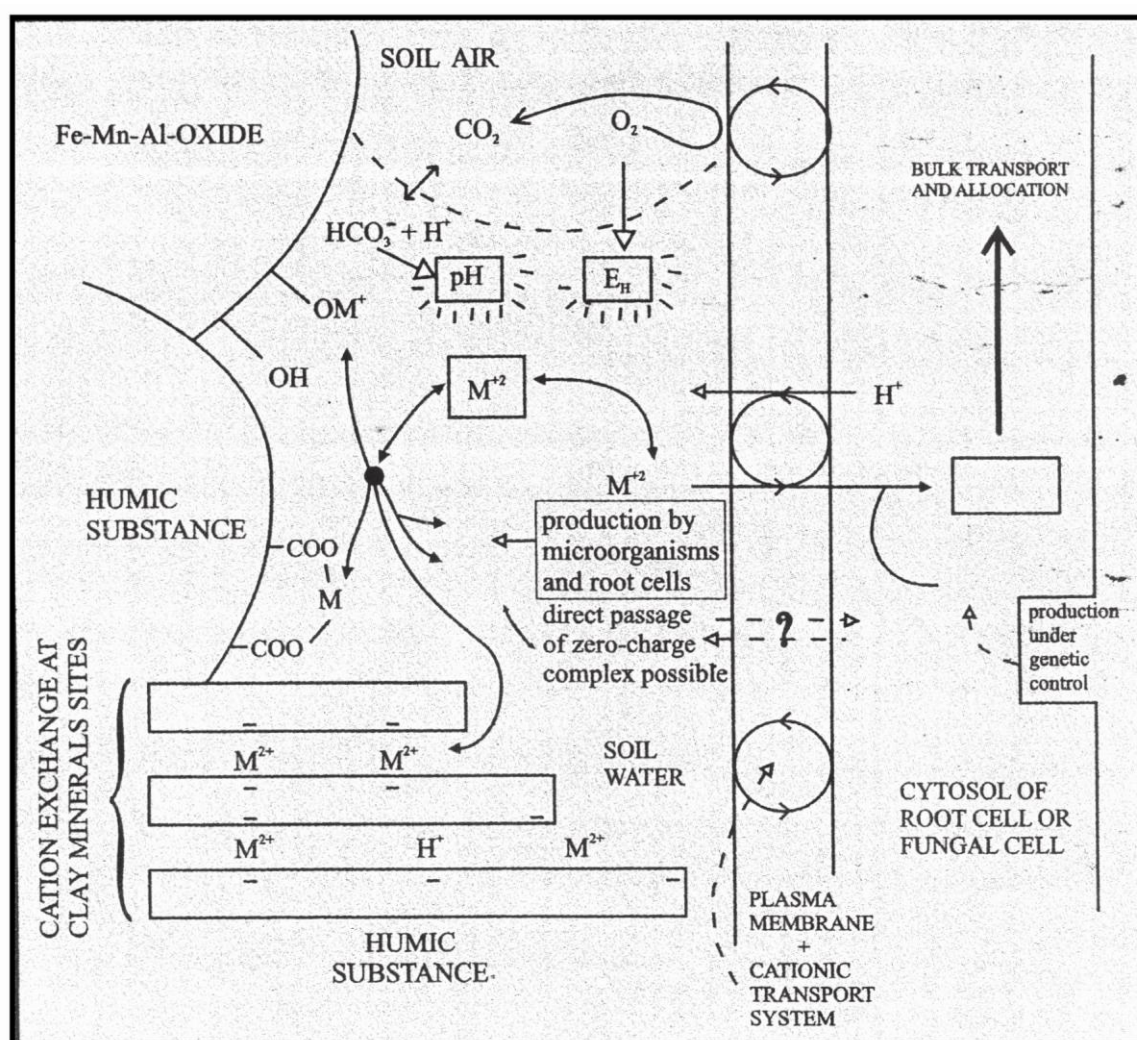 SOIL AIR
Fe-Mn-Al-OXIDE
CO₂
O₂
BULK TRANSPORT
AND ALLOCATION
HCO₃⁻ + H⁺
pH
E_H
OM⁺
OH
M⁺²
H⁺
HUMIC
SUBSTANCE
M⁺²
production by
microorganisms
and root cells
direct passage
of zero-charge
complex possible
?
COO
M
COO
production
under
genetic
control
CATION EXCHANGE AT
CLAY MINERALS SITES
– –
M²⁺ M²⁺
– –
– –
M²⁺ H⁺ M²⁺
– – –
SOIL
WATER
CYTOSOL OF
ROOT CELL OR
FUNGAL CELL
HUMIC
SUBSTANCE.
PLASMA
MEMBRANE
+
CATIONIC
TRANSPORT
SYSTEM